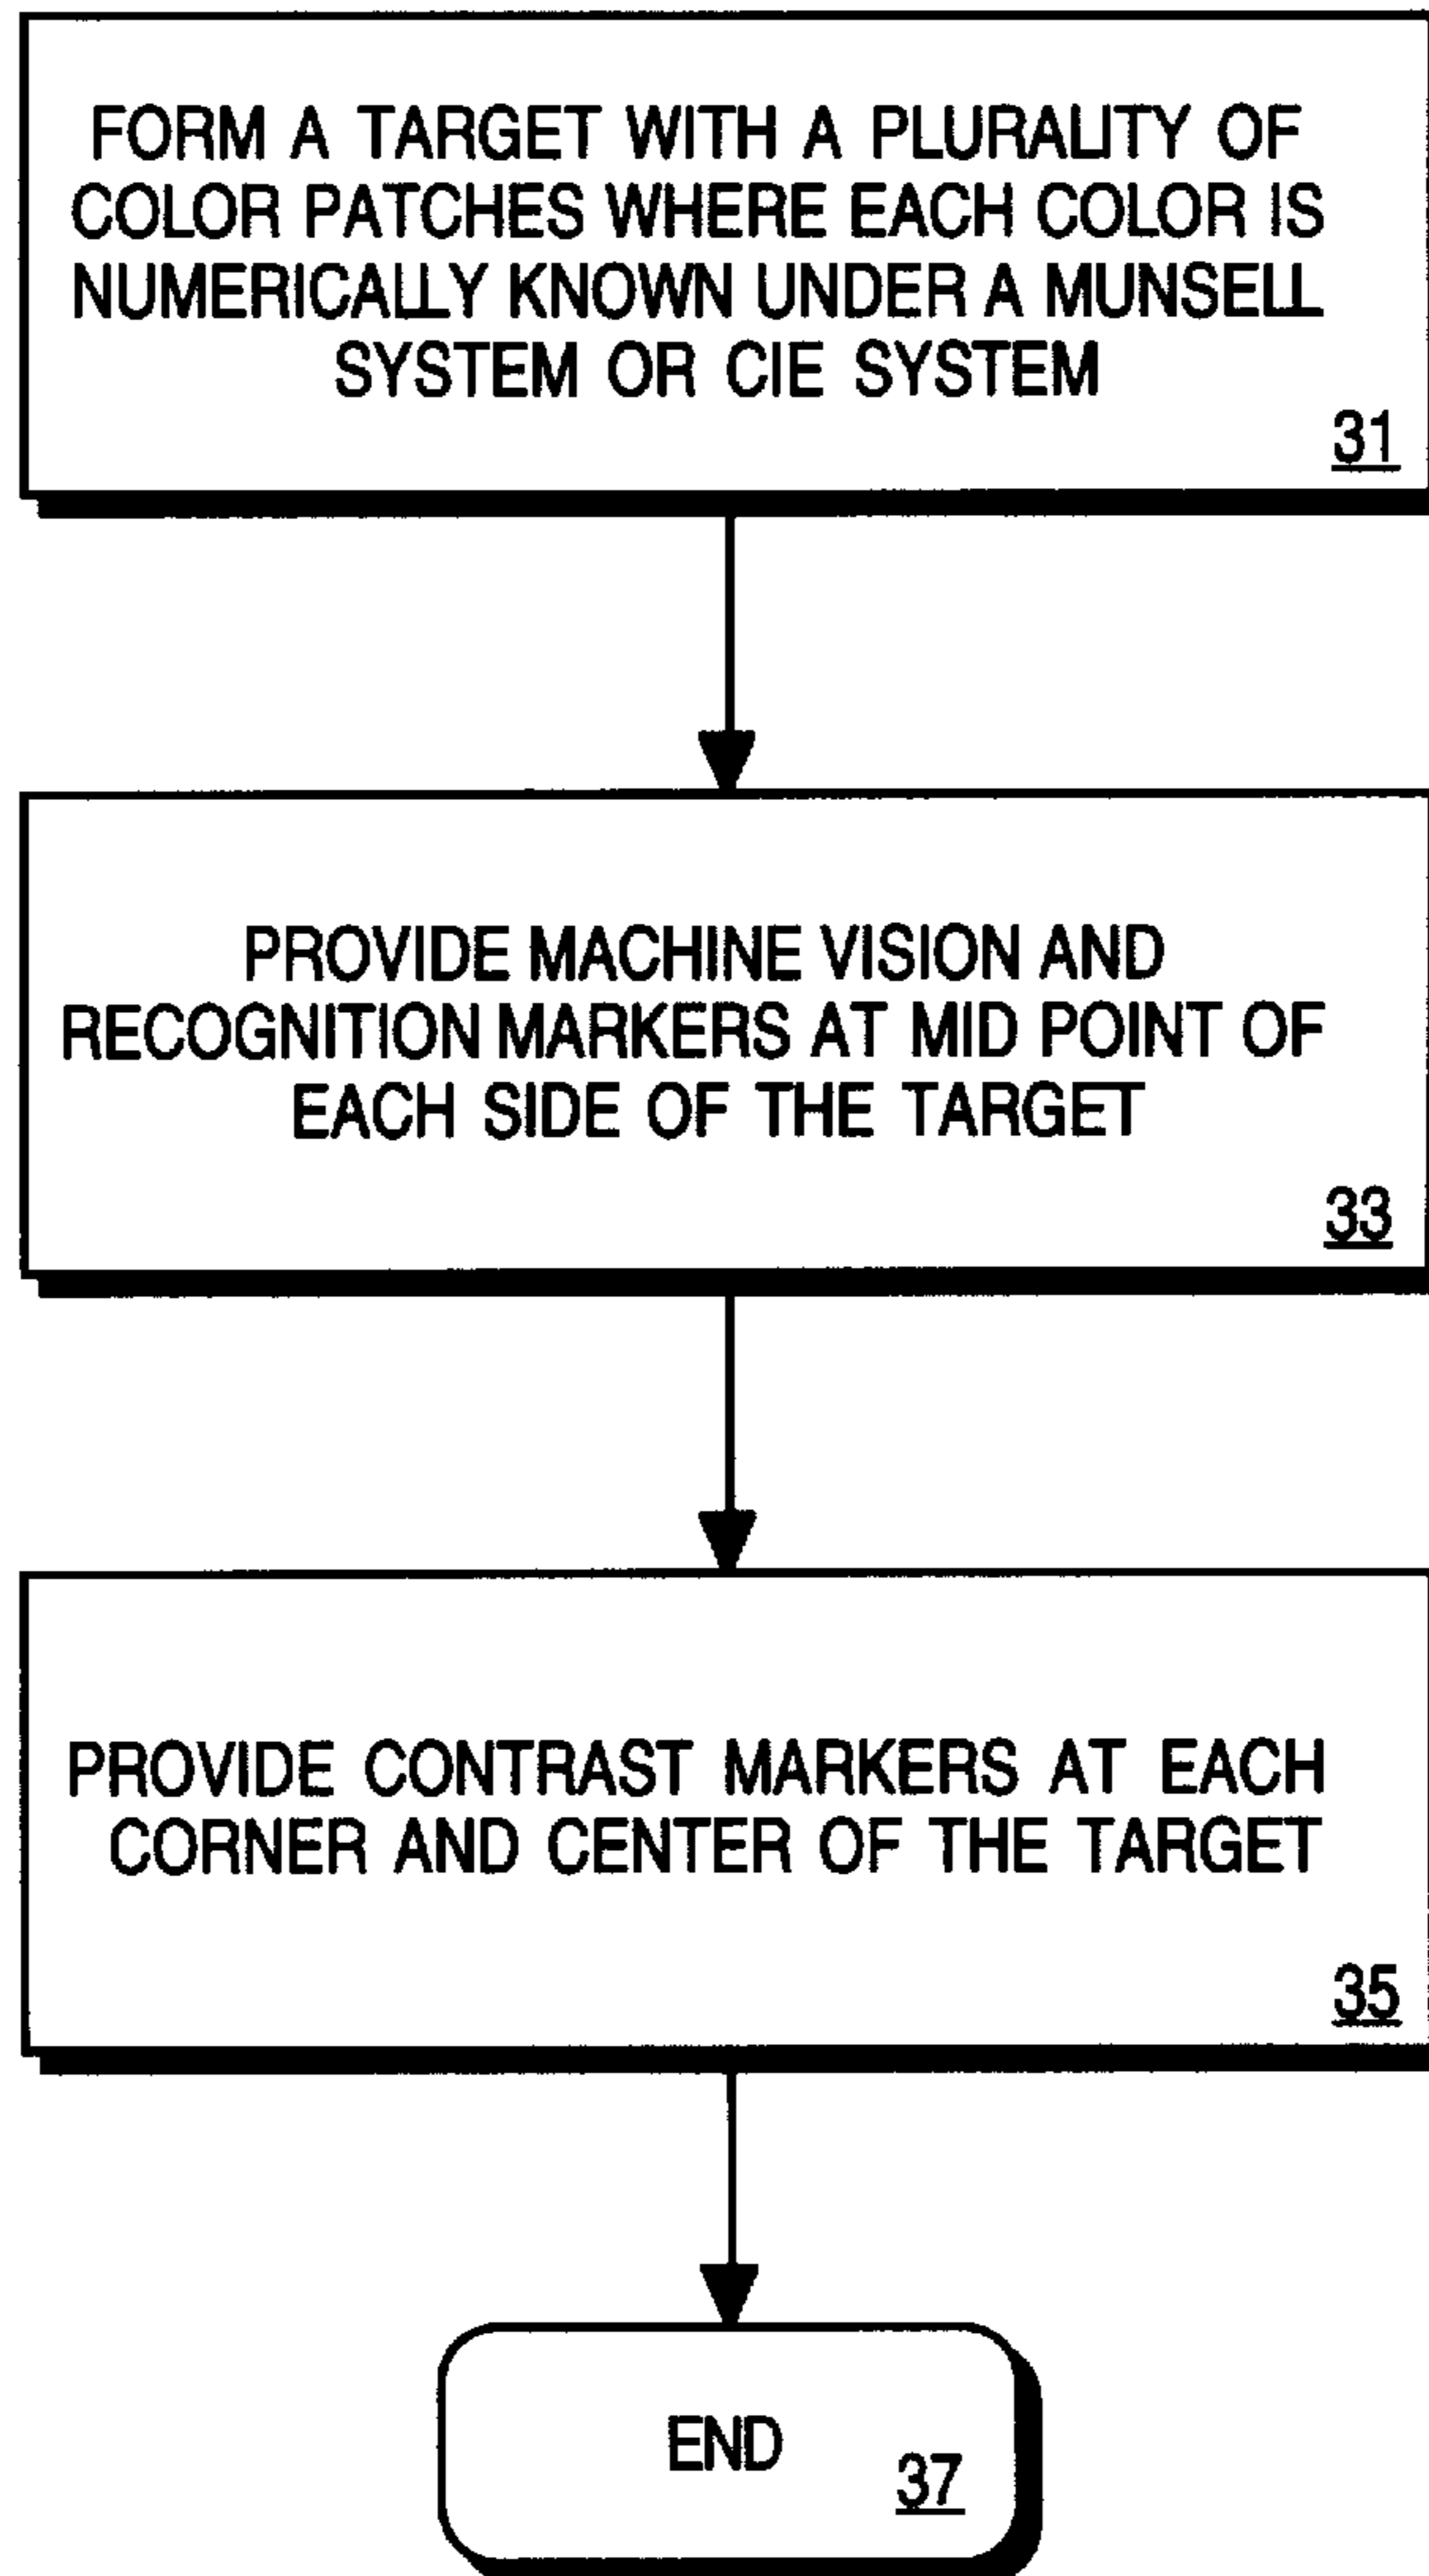 FORM A TARGET WITH A PLURALITY OF
COLOR PATCHES WHERE EACH COLOR IS
NUMERICALLY KNOWN UNDER A MUNSELL
SYSTEM OR CIE SYSTEM
31
PROVIDE MACHINE VISION AND
RECOGNITION MARKERS AT MID POINT OF
EACH SIDE OF THE TARGET
33
PROVIDE CONTRAST MARKERS AT EACH
CORNER AND CENTER OF THE TARGET
35
END
37